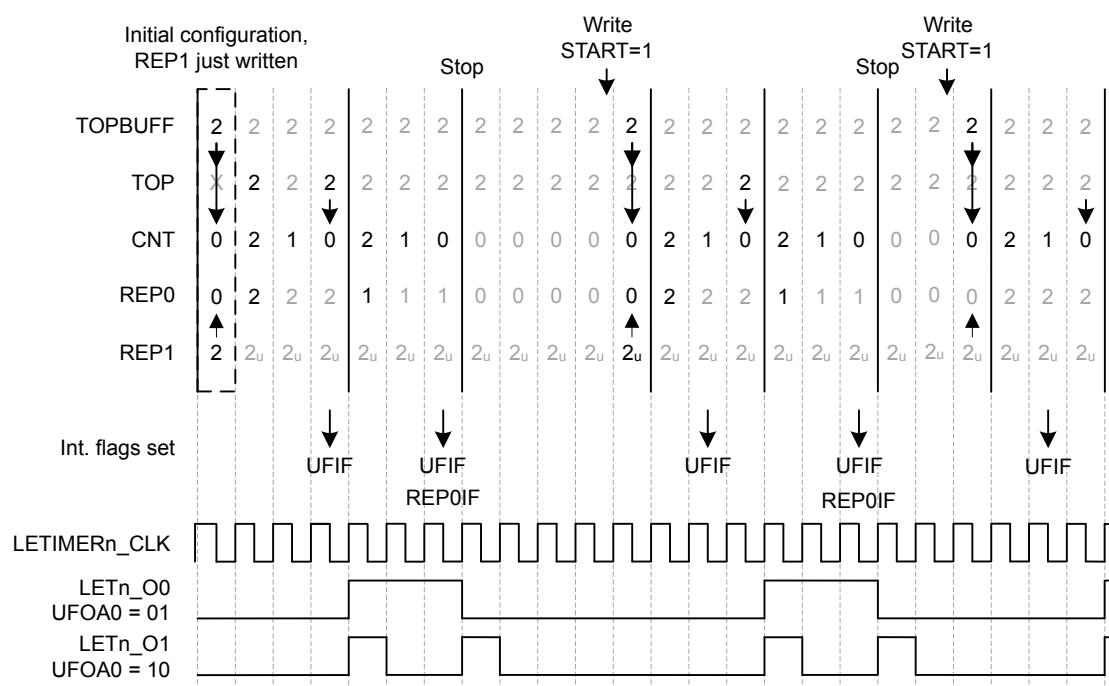 Initial configuration,
REP1 just written
Stop
Write
START=1
Stop
Write
START=1
TOPBUFF 2 2 2 2 2 2 2 2 2 2 2 2 2 2 2 2 2 2 2 2 2 2 2 2
TOP X 2 2 2 2 2 2 2 2 2 2 2 2 2 2 2 2 2 2 2 2 2 2 2
CNT 0 2 1 0 2 1 0 0 0 0 0 0 2 1 0 2 1 0 0 0 0 2 1 0
REP0 0 2 2 2 1 1 1 0 0 0 0 0 2 2 2 1 1 1 0 0 0 2 2 2
REP1 2 2u 2u 2u 2u 2u 2u 2u 2u 2u 2u 2u 2u 2u 2u 2u 2u 2u 2u 2u 2u 2u 2u 2u
Int. flags set
UFIF UFIF UFIF UFIF UFIF
REP0IF REP0IF
LETIMERn_CLK
LETn_O0
UFOA0 = 01
LETn_O1
UFOA0 = 10